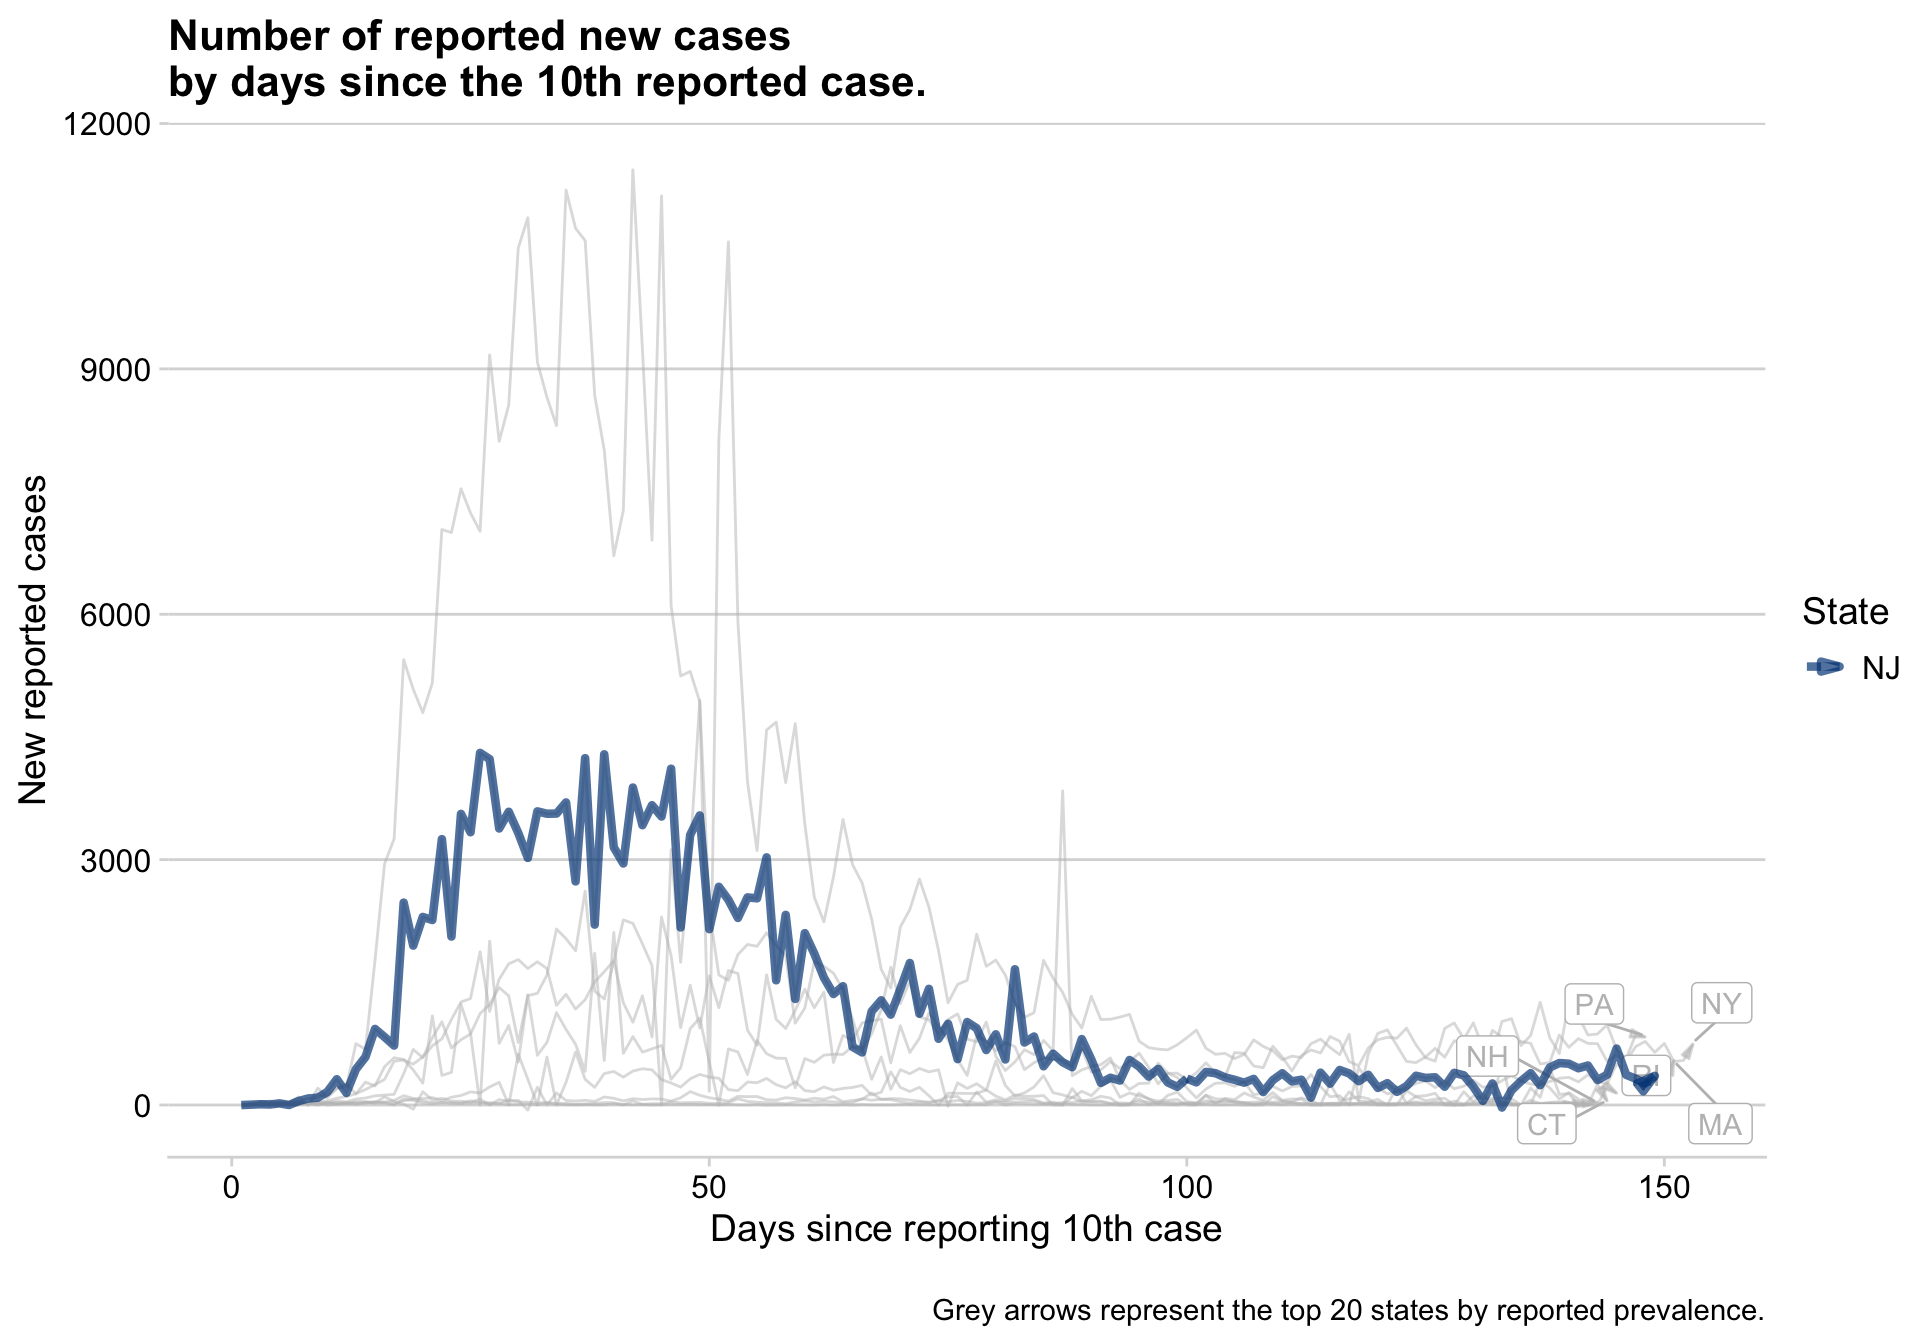 Number of reported new cases
by days since the 10th reported case.
12000
9000
6000
3000
0
New reported cases
PA
NY
NH
RI
CT
MA
0
50
100
150
Days since reporting 10th case
State
NJ
Grey arrows represent the top 20 states by reported prevalence.